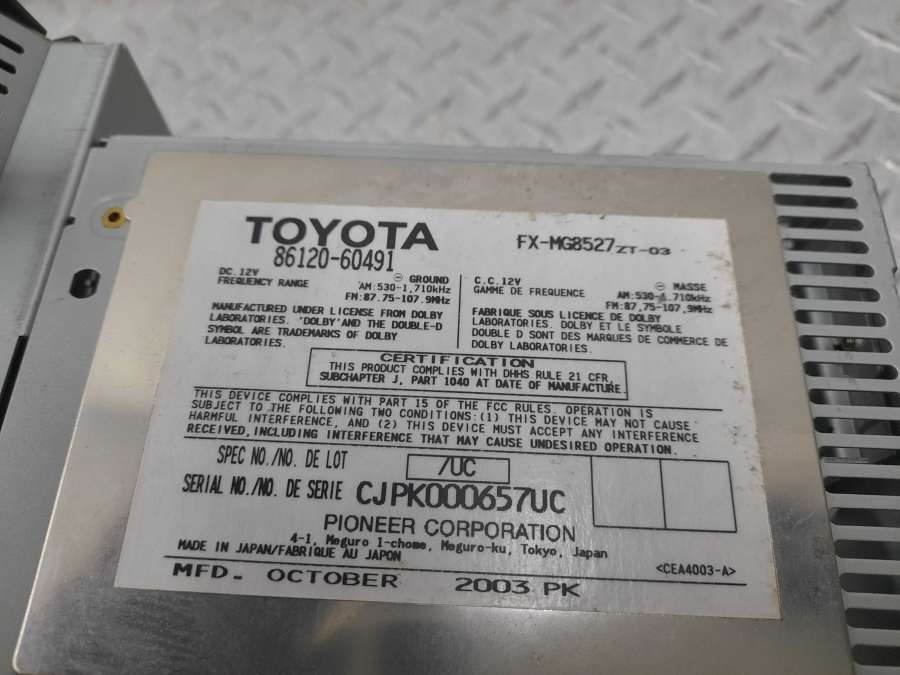 TOYOTA
86120-60491
FX-MG8527ZT-03
DC.12V ⊖ GROUND
FREQUENCY RANGE AM:530-1,710kHz
FM:87.75-107.9MHz
MANUFACTURED UNDER LICENSE FROM DOLBY
LABORATORIES. 'DOLBY'AND THE DOUBLE-D
SYMBOL ARE TRADEMARKS OF DOLBY
LABORATORIES.
C.C.12V ⊖ MASSE
GAMME DE FREQUENCE AM:530-1,710kHz
FM:87,75-107,9MHz
FABRIQUE SOUS LICENCE DE DOLBY
LABORATORIES. DOLBY ET LE SYMBOLE
DOUBLE D SONT DES MARQUES DE COMMERCE DE
DOLBY LABORATORIES.
CERTIFICATION
THIS PRODUCT COMPLIES WITH DHHS RULE 21 CFR
SUBCHAPTER J, PART 1040 AT DATE OF MANUFACTURE
THIS DEVICE COMPLIES WITH PART 15 OF THE FCC RULES. OPERATION IS
SUBJECT TO THE FOLLOWING TWO CONDITIONS:(1) THIS DEVICE MAY NOT CAUSE
HARMFUL INTERFERENCE, AND (2) THIS DEVICE MUST ACCEPT ANY INTERFERENCE
RECEIVED,INCLUDING INTERFERENCE THAT MAY CAUSE UNDESIRED OPERATION.
SPEC NO./NO. DE LOT /UC
SERIAL NO./NO. DE SERIE CJPK000657UC
PIONEER CORPORATION
4-1, Meguro 1-chome, Meguro-ku, Tokyo, Japan
MADE IN JAPAN/FABRIQUE AU JAPON
<CEA4003-A>
MFD. OCTOBER 2003 PK